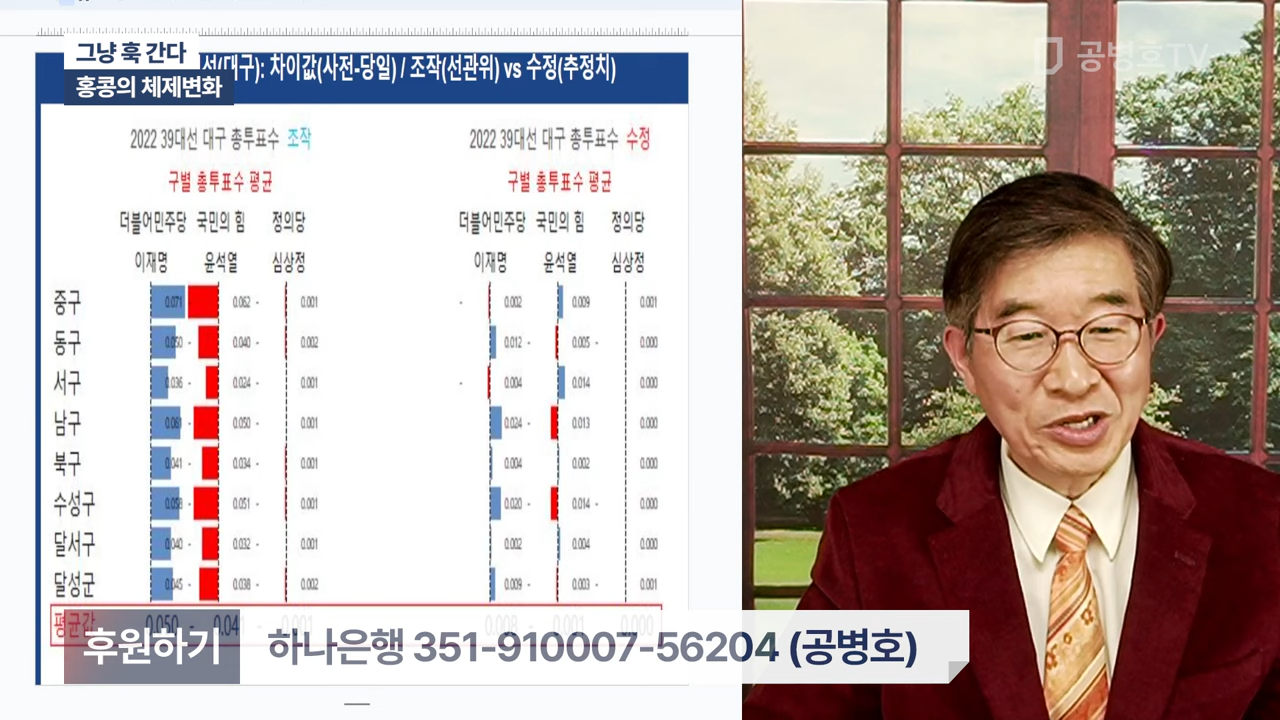 그냥 훅 간다
홍콩의 체제변화
선(대구): 차이값(사전-당일) / 조작(선관위) vs 수정(추정치)
공병호TV
2022 39대선 대구 총투표수 조작
2022 39대선 대구 총투표수 수정
구별 총투표수 평균
구별 총투표수 평균
더불어민주당 국민의 힘 정의당
더불어민주당 국민의 힘 정의당
이재명 윤석열 심상정
이재명 윤석열 심상정
중구 0.071 0.062 - 0.001 - 0.002 0.009 0.001
동구 0.050 - 0.040 - 0.002 0.012 - 0.005 - 0.000
서구 0.036 - 0.024 - 0.001 - 0.004 0.014 0.000
남구 0.061 - 0.050 - 0.001 0.024 - 0.013 0.000
북구 0.041 - 0.034 - 0.001 0.004 0.002 0.000
수성구 0.058 - 0.051 - 0.001 0.020 - 0.014 - 0.000
달서구 0.040 - 0.032 - 0.001 0.002 0.004 0.000
달성군 0.045 - 0.038 - 0.002 0.009 - 0.003 - 0.001
평균값 0.050 - 0.041 0.001 0.008 0.001 0.000
후원하기 하나은행 351-910007-56204 (공병호)